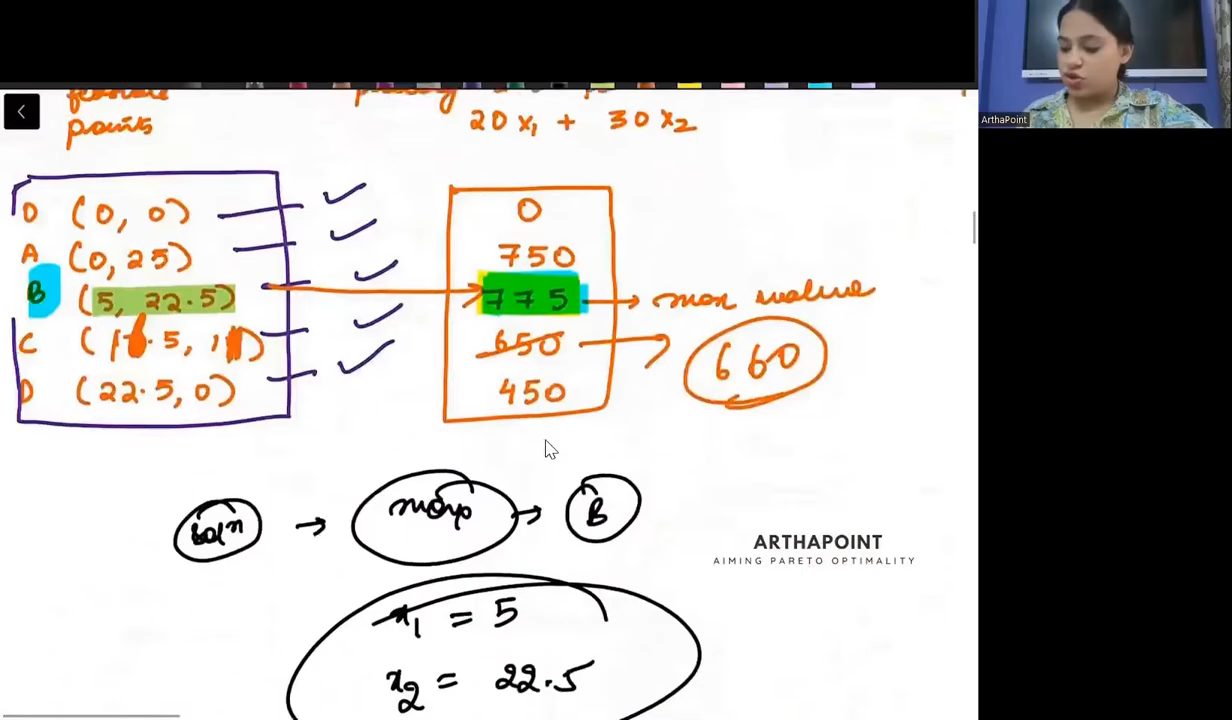 points
20 x₁ + 30 x₂
O (0, 0)
A (0, 25)
B (5, 22.5)
C
D (22.5, 0)
0
750
775 → max value
650 → 660
450
solⁿ → → B
x₁ = 5
x₂ = 22.5
ARTHAPOINT
AIMING PARETO OPTIMALITY
ArthaPoint